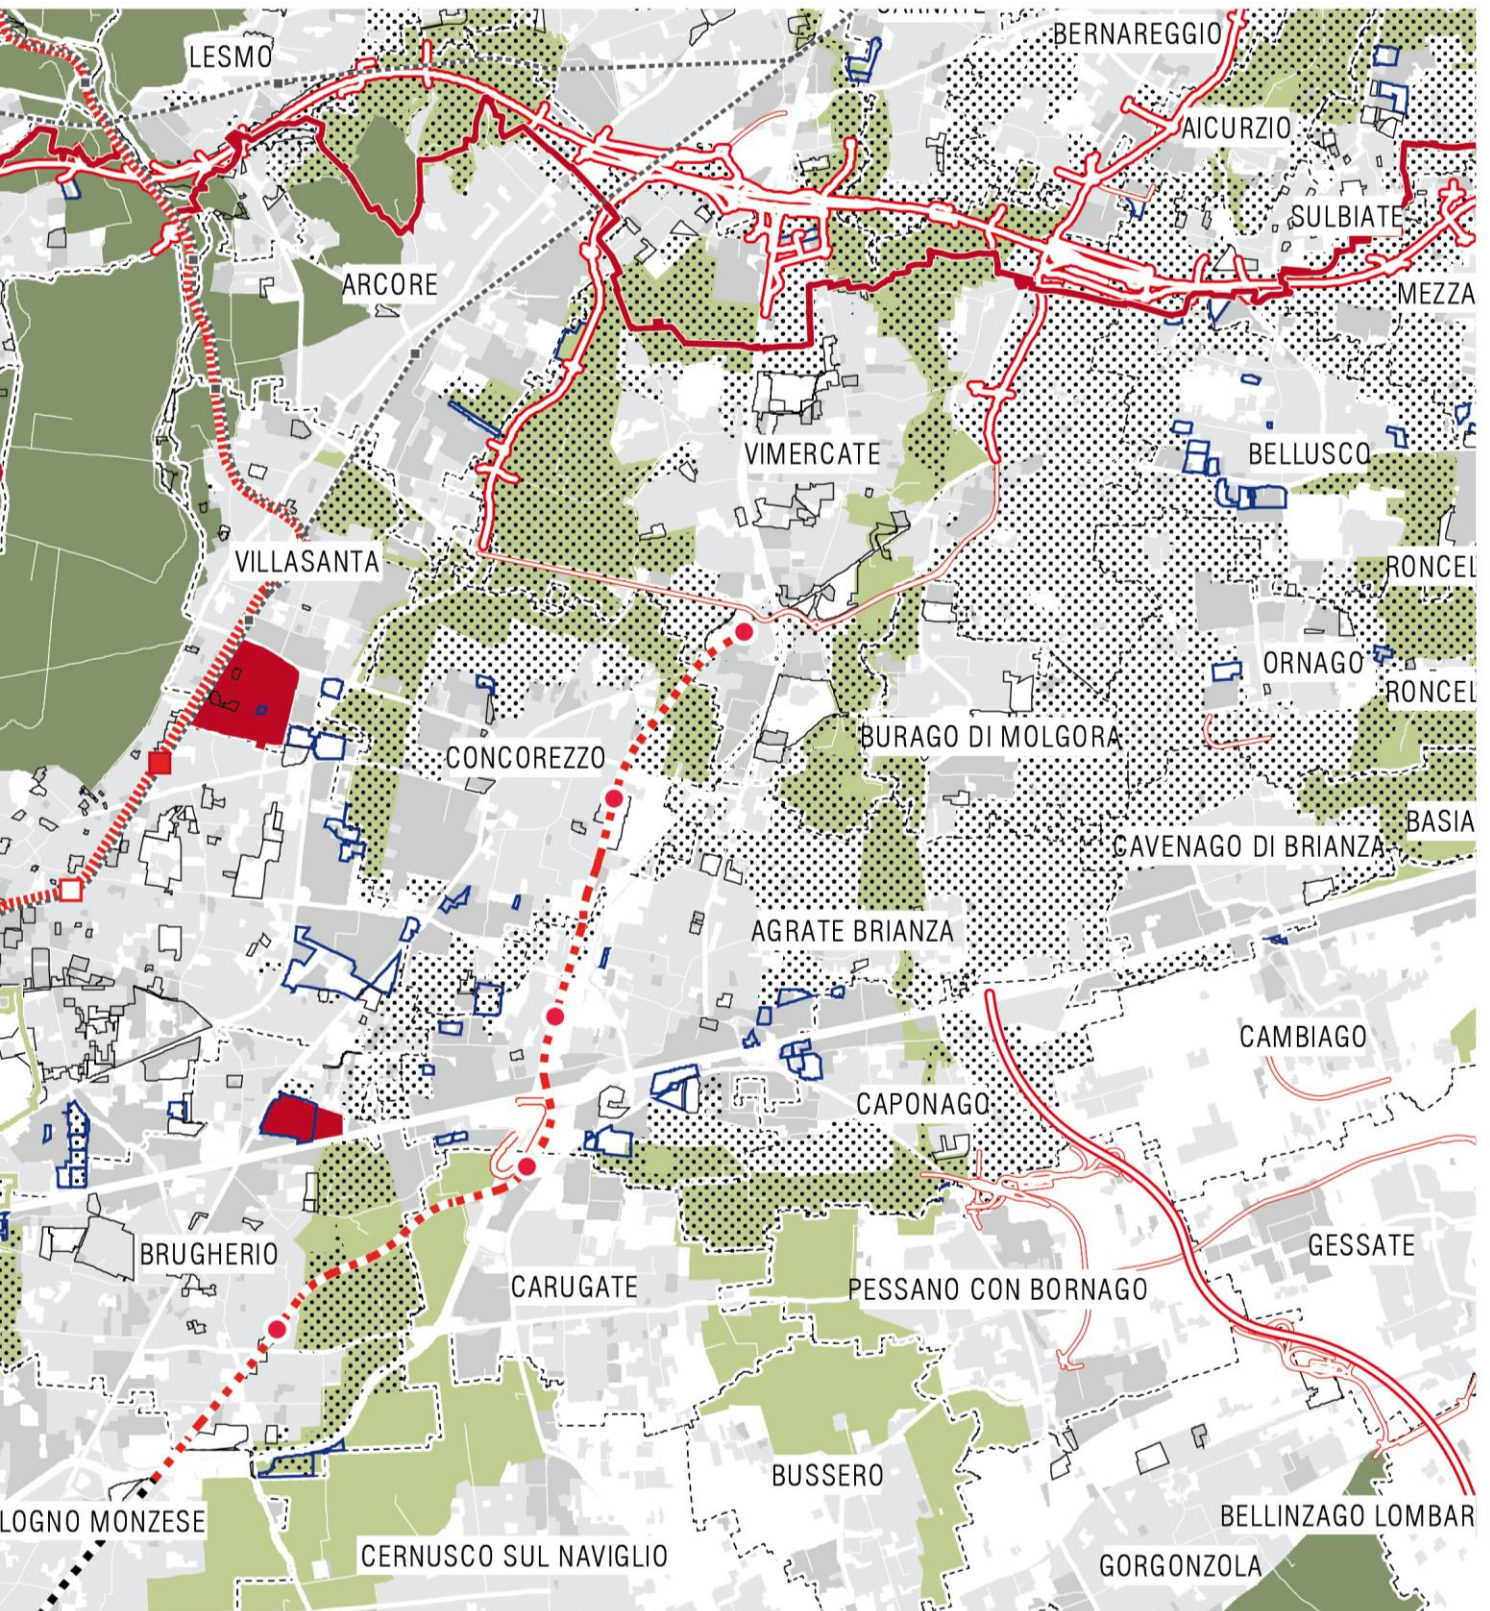 CARNATE
LESMO
BERNAREGGIO
AICURZIO
SULBIATE
ARCORE
MEZZA
VIMERCATE
BELLUSCO
VILLASANTA
RONCEL
ORNAGO
RONCEL
BURAGO DI MOLGORA
CONCOREZZO
BASIA
CAVENAGO DI BRIANZA
AGRATE BRIANZA
CAMBIAGO
CAPONAGO
GESSATE
BRUGHERIO
CARUGATE
PESSANO CON BORNAGO
BUSSERO
BELLINZAGO LOMBAR
LOGNO MONZESE
CERNUSCO SUL NAVIGLIO
GORGONZOLA